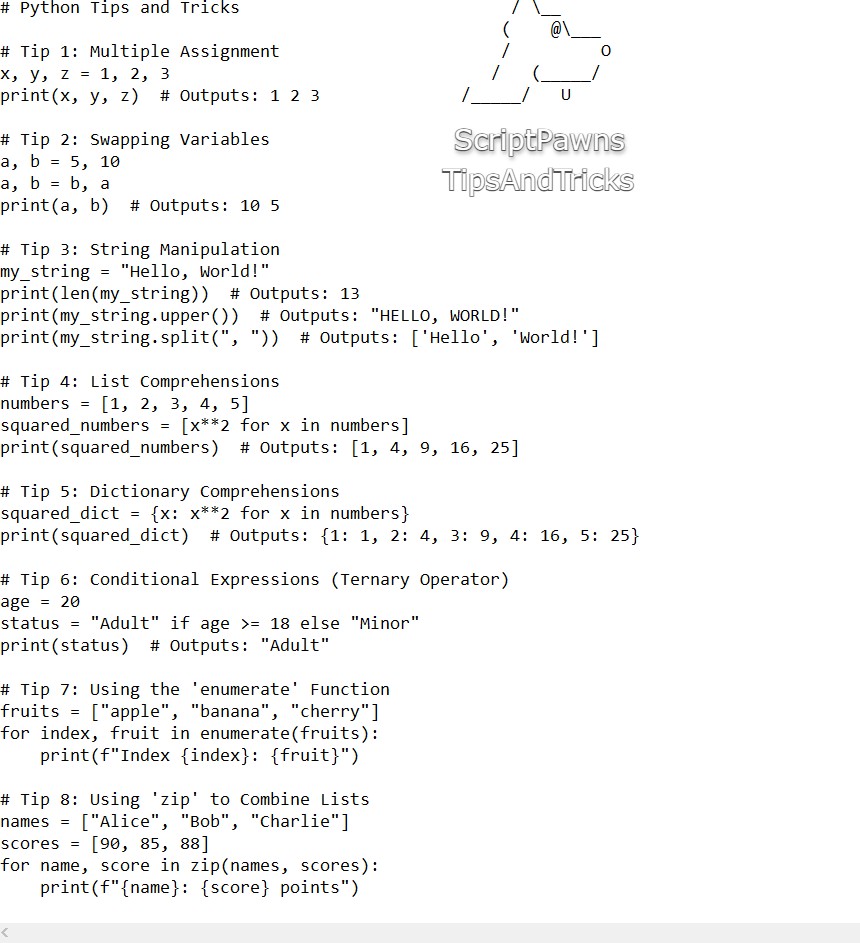 # Python Tips and Tricks
/ \__
(    @\___
/         O
/   (_____/
/_____/   U
ScriptPawns
TipsAndTricks
# Tip 1: Multiple Assignment
x, y, z = 1, 2, 3
print(x, y, z)  # Outputs: 1 2 3
# Tip 2: Swapping Variables
a, b = 5, 10
a, b = b, a
print(a, b)  # Outputs: 10 5
# Tip 3: String Manipulation
my_string = "Hello, World!"
print(len(my_string))  # Outputs: 13
print(my_string.upper())  # Outputs: "HELLO, WORLD!"
print(my_string.split(", "))  # Outputs: ['Hello', 'World!']
# Tip 4: List Comprehensions
numbers = [1, 2, 3, 4, 5]
squared_numbers = [x**2 for x in numbers]
print(squared_numbers)  # Outputs: [1, 4, 9, 16, 25]
# Tip 5: Dictionary Comprehensions
squared_dict = {x: x**2 for x in numbers}
print(squared_dict)  # Outputs: {1: 1, 2: 4, 3: 9, 4: 16, 5: 25}
# Tip 6: Conditional Expressions (Ternary Operator)
age = 20
status = "Adult" if age >= 18 else "Minor"
print(status)  # Outputs: "Adult"
# Tip 7: Using the 'enumerate' Function
fruits = ["apple", "banana", "cherry"]
for index, fruit in enumerate(fruits):
    print(f"Index {index}: {fruit}")
# Tip 8: Using 'zip' to Combine Lists
names = ["Alice", "Bob", "Charlie"]
scores = [90, 85, 88]
for name, score in zip(names, scores):
    print(f"{name}: {score} points")